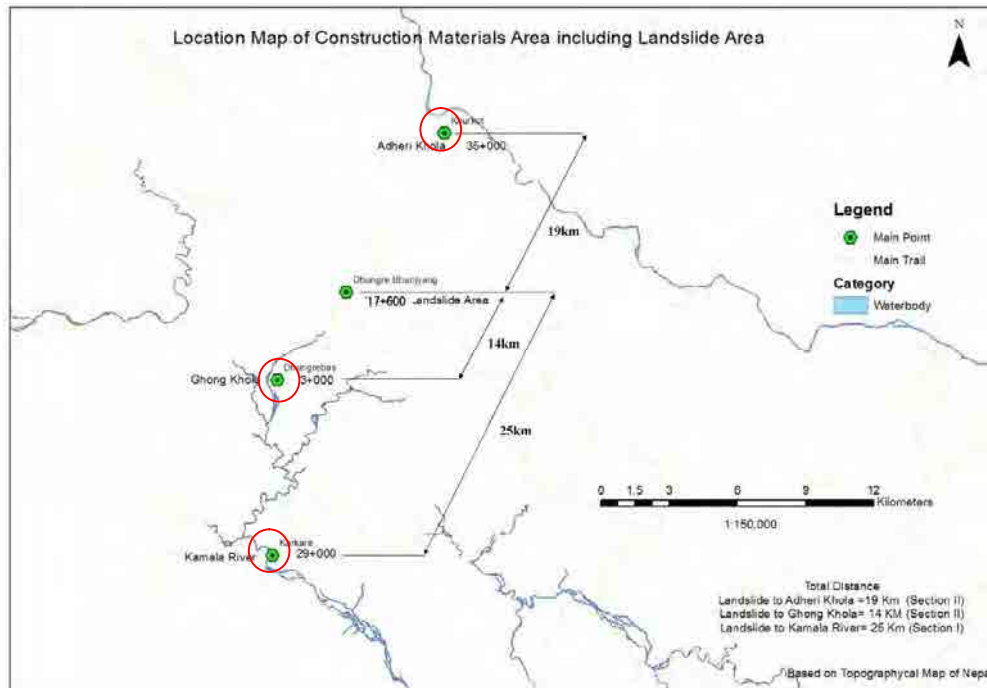 Location Map of Construction Materials Area including Landslide Area
N
Adheri Khola 35+000
19km
Legend
Main Point
Main Trail
Category
Waterbody
Dhungre Bhanjyang
17+600 Landslide Area
14km
Dhungrebas
Ghong Khola 3+000
25km
0 1.5 3 6 9 12
Kilometers
1:150,000
Karkare
Kamala River 29+000
Total Distance
Landslide to Adheri Khola =19 Km (Section II)
Landslide to Ghong Khola= 14 KM (Section II)
Landslide to Kamala River= 25 Km (Section I)
Based on Topographycal Map of Nepa